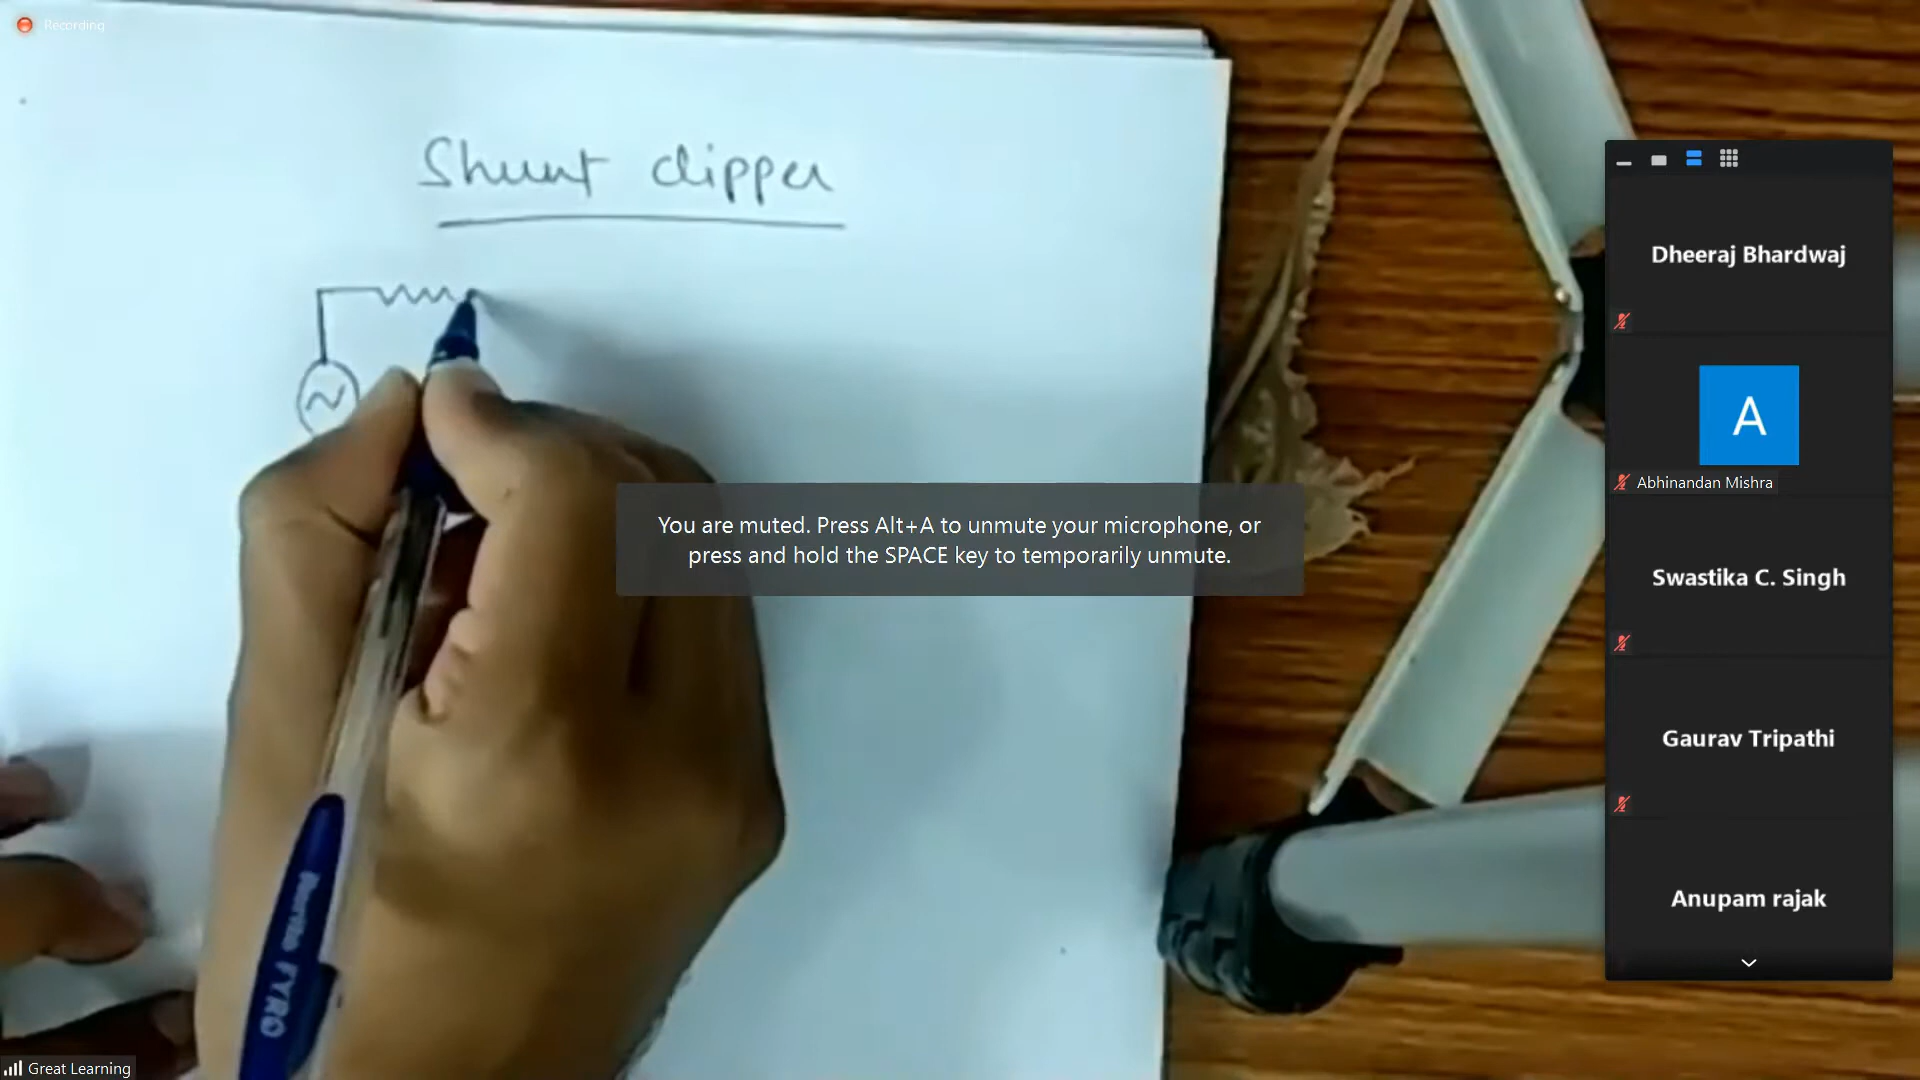 Recording
Shunt clipper
Dheeraj Bhardwaj
A
Abhinandan Mishra
You are muted. Press Alt+A to unmute your microphone, or
press and hold the SPACE key to temporarily unmute.
Swastika C. Singh
Gaurav Tripathi
Anupam rajak
FYRO
Great Learning